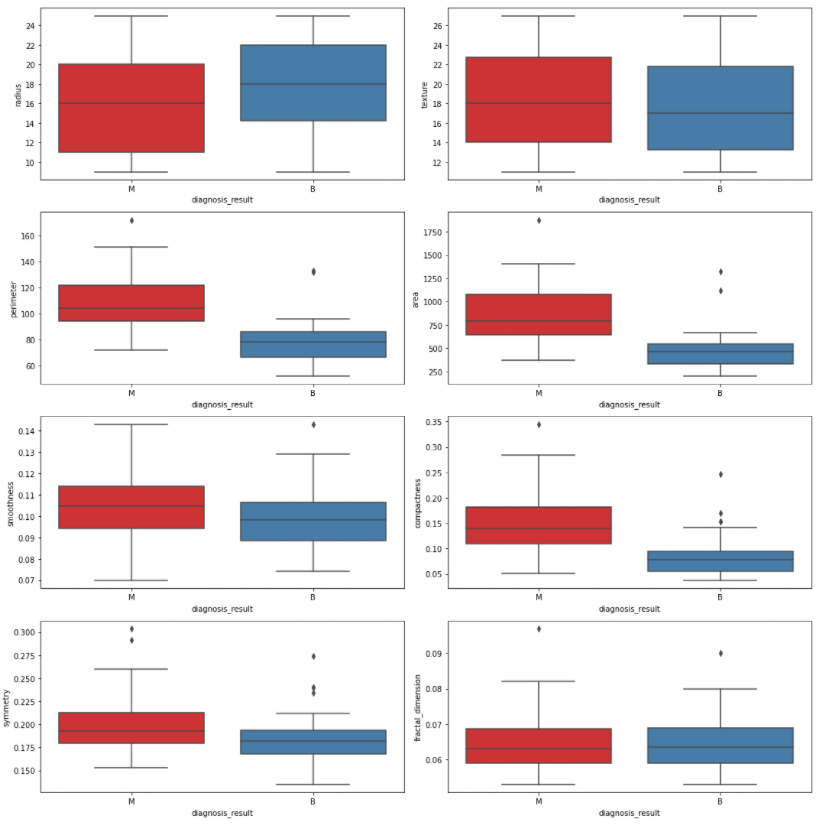 radius
24
22
20
18
16
14
12
10
M B
diagnosis_result
texture
26
24
22
20
18
16
14
12
M B
diagnosis_result
perimeter
160
140
120
100
80
60
M B
diagnosis_result
area
1750
1500
1250
1000
750
500
250
M B
diagnosis_result
smoothness
0.14
0.13
0.12
0.11
0.10
0.09
0.08
0.07
M B
diagnosis_result
compactness
0.35
0.30
0.25
0.20
0.15
0.10
0.05
M B
diagnosis_result
symmetry
0.300
0.275
0.250
0.225
0.200
0.175
0.150
M B
diagnosis_result
fractal_dimension
0.09
0.08
0.07
0.06
M B
diagnosis_result